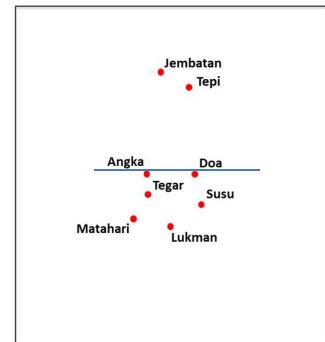 Jembatan
Tepi
Angka
Doa
Tegar
Susu
Matahari
Lukman